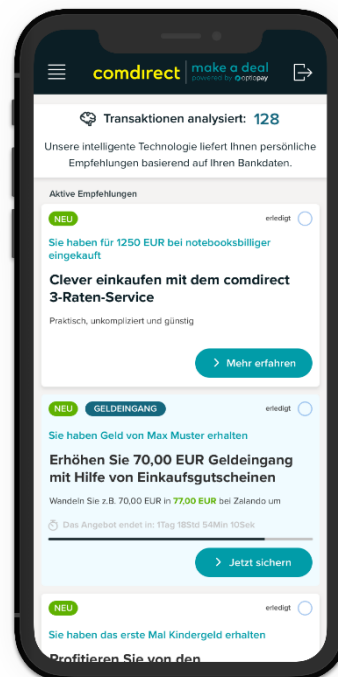 comdirect make a deal
powered by optopay
Transaktionen analysiert: 128
Unsere intelligente Technologie liefert Ihnen persönliche
Empfehlungen basierend auf Ihren Bankdaten.
Aktive Empfehlungen
NEU erledigt
Sie haben für 1250 EUR bei notebooksbilliger
eingekauft
Clever einkaufen mit dem comdirect
3-Raten-Service
Praktisch, unkompliziert und günstig
> Mehr erfahren
NEU GELDEINGANG erledigt
Sie haben Geld von Max Muster erhalten
Erhöhen Sie 70,00 EUR Geldeingang
mit Hilfe von Einkaufsgutscheinen
Wandeln Sie z.B. 70,00 EUR in 77,00 EUR bei Zalando um
Das Angebot endet in: 1Tag 18Std 54Min 10Sek
> Jetzt sichern
NEU erledigt
Sie haben das erste Mal Kindergeld erhalten
Profitieren Sie von den